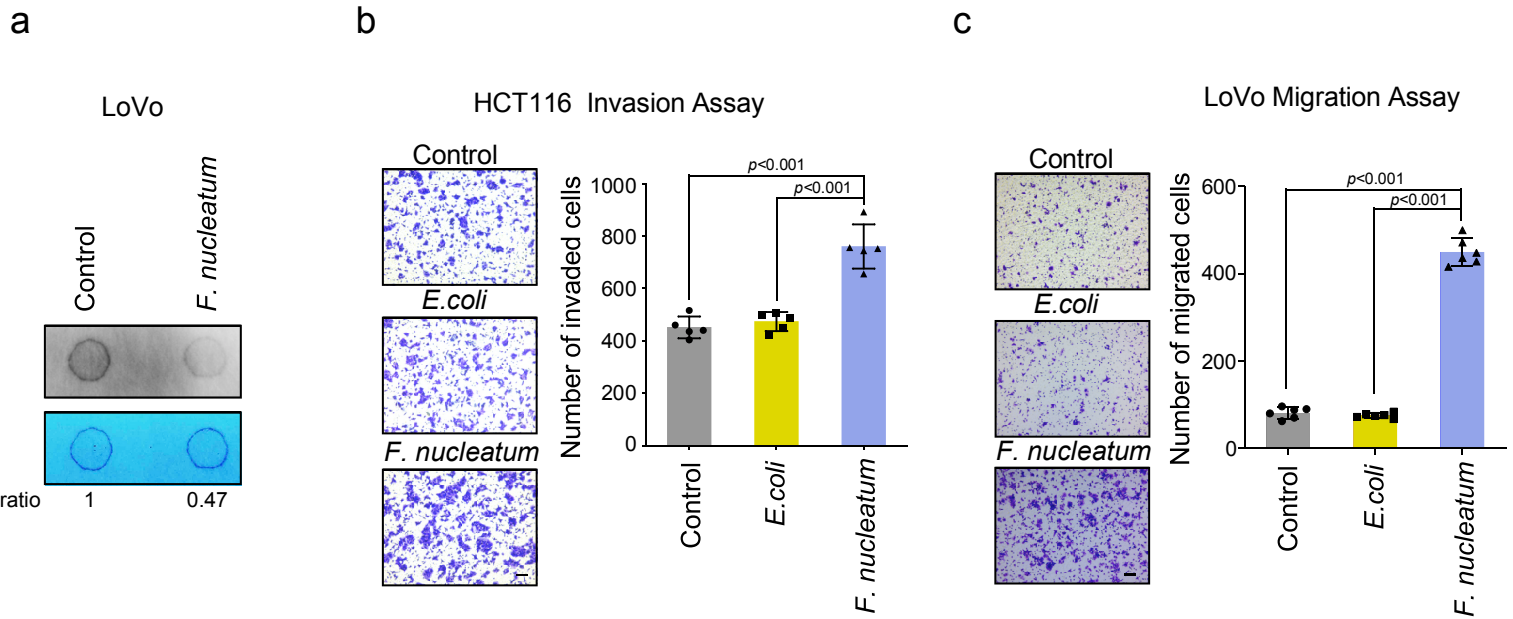 a
LoVo
Control
F. nucleatum
ratio
1
0.47
b
HCT116 Invasion Assay
Control
E.coli
F. nucleatum
Number of invaded cells
1000
800
600
400
200
0
p<0.001
p<0.001
Control
E.coli
F. nucleatum
c
LoVo Migration Assay
Control
E.coli
F. nucleatum
Number of migrated cells
600
400
200
0
p<0.001
p<0.001
Control
E.coli
F. nucleatum